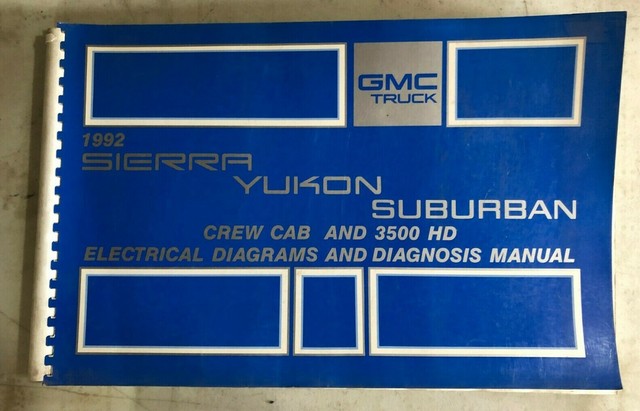 GMC
TRUCK
1992
SIERRA
YUKON
SUBURBAN
CREW CAB AND 3500 HD
ELECTRICAL DIAGRAMS AND DIAGNOSIS MANUAL